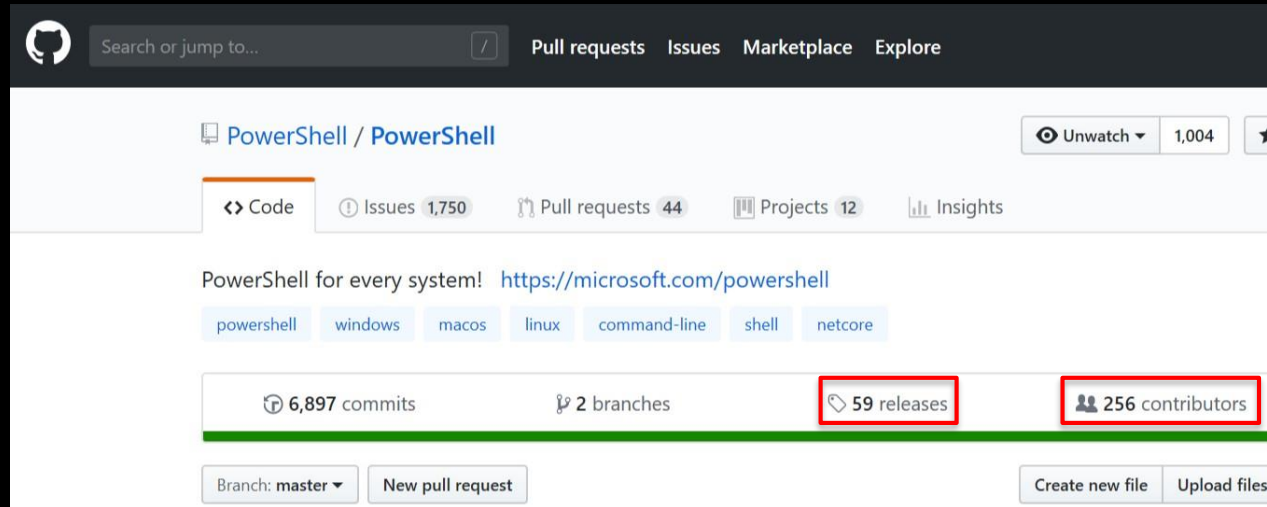 Search or jump to... / Pull requests Issues Marketplace Explore
PowerShell / PowerShell Unwatch 1,004
Code Issues 1,750 Pull requests 44 Projects 12 Insights
PowerShell for every system! https://microsoft.com/powershell
powershell windows macos linux command-line shell netcore
6,897 commits 2 branches 59 releases 256 contributors
Branch: master New pull request Create new file Upload files